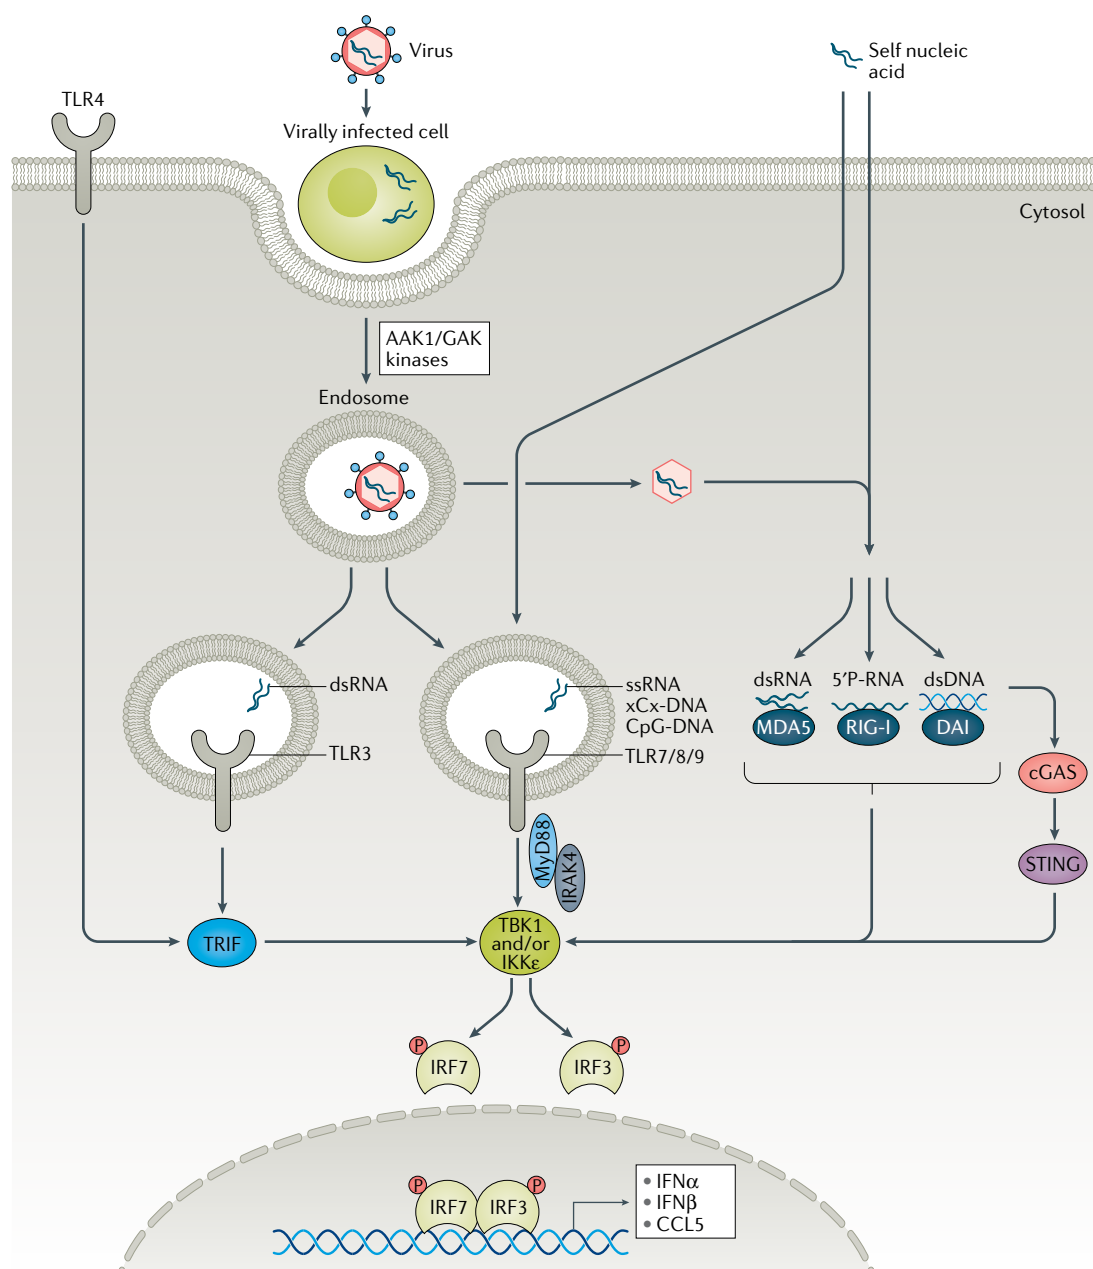 Virus
Self nucleic
acid
TLR4
Virally infected cell
Cytosol
AAK1/GAK
kinases
Endosome
dsRNA
TLR3
ssRNA
xCx-DNA
CpG-DNA
TLR7/8/9
dsRNA
5′P-RNA
dsDNA
MDA5
RIG-I
DAI
cGAS
STING
MyD88
IRAK4
TRIF
TBK1
and/or
IKKε
P
IRF7
P
IRF3
P
IRF7
P
IRF3
• IFNα
• IFNβ
• CCL5